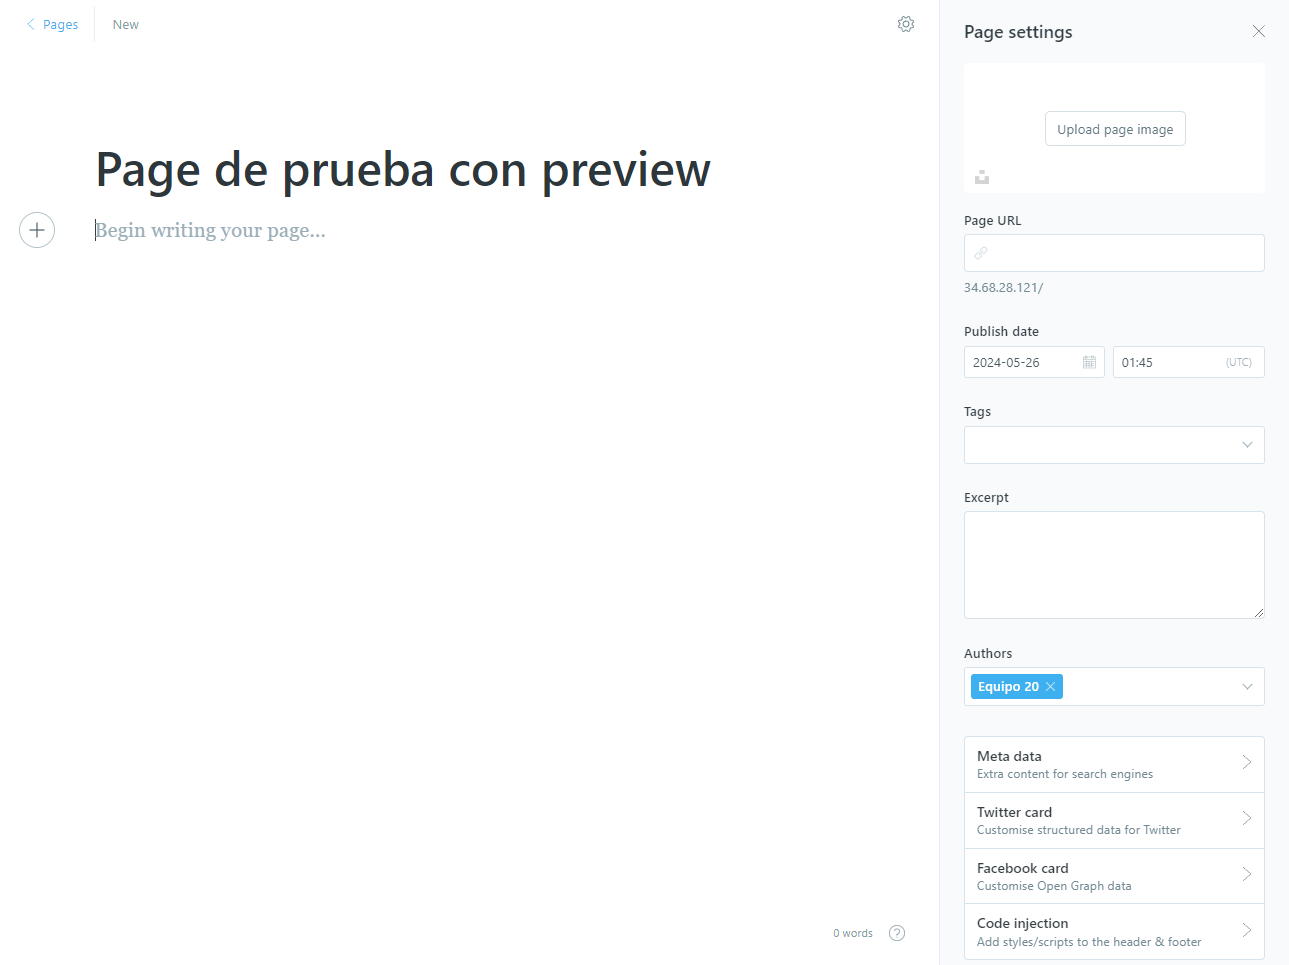 Pages
New
Page de prueba con preview
Begin writing your page...
0 words
?
Page settings
Upload page image
Page URL
34.68.28.121/
Publish date
2024-05-26
01:45 (UTC)
Tags
Excerpt
Authors
Equipo 20
Meta data
Extra content for search engines
Twitter card
Customise structured data for Twitter
Facebook card
Customise Open Graph data
Code injection
Add styles/scripts to the header & footer